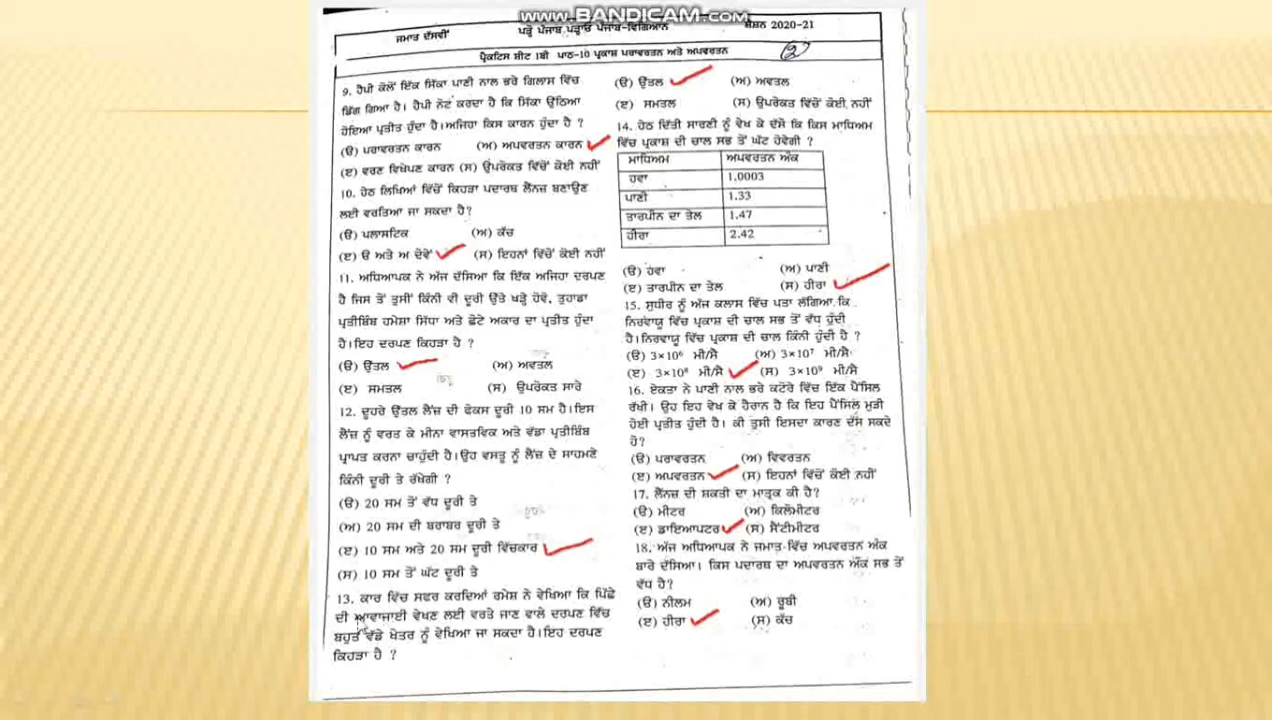 www.BANDICAM.com
ਜਮਾਤ ਦੱਸਵੀਂ
ਪੜ੍ਹੋ ਪੰਜਾਬ ਪੜ੍ਹਾਓ ਪੰਜਾਬ-ਵਿਗਿਆਨ
ਸ਼ੈਸ਼ਨ 2020-21
ਪ੍ਰੈਕਟਿਸ ਸ਼ੀਟ 1ਬੀ ਪਾਠ-10 ਪ੍ਰਕਾਸ਼ ਪਰਾਵਰਤਨ ਅਤੇ ਅਪਵਰਤਨ
2
9. ਹੈਪੀ ਕੋਲੋਂ ਇੱਕ ਸਿੱਕਾ ਪਾਣੀ ਨਾਲ ਭਰੇ ਗਿਲਾਸ ਵਿੱਚ
ਡਿੱਗ ਗਿਆ ਹੈ। ਹੈਪੀ ਨੋਟ ਕਰਦਾ ਹੈ ਕਿ ਸਿੱਕਾ ਉਠਿਆ
ਹੋਇਆ ਪ੍ਰਤੀਤ ਹੁੰਦਾ ਹੈ।ਅਜਿਹਾ ਕਿਸ ਕਾਰਨ ਹੁੰਦਾ ਹੈ ?
(ੳ) ਪਰਾਵਰਤਨ ਕਾਰਨ (ਅ) ਅਪਵਰਤਨ ਕਾਰਨ
(ੲ) ਵਰਣ ਵਿਖੇਪਣ ਕਾਰਨ (ਸ) ਉਪਰੋਕਤ ਵਿੱਚੋਂ ਕੋਈ ਨਹੀਂ
10. ਹੇਠ ਲਿਖਿਆਂ ਵਿੱਚੋਂ ਕਿਹੜਾ ਪਦਾਰਥ ਲੈੱਨਜ਼ ਬਣਾਉਣ
ਲਈ ਵਰਤਿਆ ਜਾ ਸਕਦਾ ਹੈ?
(ੳ) ਪਲਾਸਟਿਕ (ਅ) ਕੱਚ
(ੲ) ੳ ਅਤੇ ਅ ਦੋਵੇਂ (ਸ) ਇਹਨਾਂ ਵਿੱਚੋਂ ਕੋਈ ਨਹੀਂ
11. ਅਧਿਆਪਕ ਨੇ ਅੱਜ ਦੱਸਿਆ ਕਿ ਇੱਕ ਅਜਿਹਾ ਦਰਪਣ
ਹੈ ਜਿਸ ਤੋਂ ਤੁਸੀਂ ਕਿੰਨੀ ਵੀ ਦੂਰੀ ਉਤੇ ਖੜ੍ਹੇ ਹੋਵੋ, ਤੁਹਾਡਾ
ਪ੍ਰਤੀਬਿੰਬ ਹਮੇਸ਼ਾ ਸਿੱਧਾ ਅਤੇ ਛੋਟੇ ਅਕਾਰ ਦਾ ਪ੍ਰਤੀਤ ਹੁੰਦਾ
ਹੈ।ਇਹ ਦਰਪਣ ਕਿਹੜਾ ਹੈ ?
(ੳ) ਉੱਤਲ (ਅ) ਅਵਤਲ
(ੲ) ਸਮਤਲ (ਸ) ਉਪਰੋਕਤ ਸਾਰੇ
12. ਦੂਹਰੇ ਉੱਤਲ ਲੈੱਂਜ਼ ਦੀ ਫੋਕਸ ਦੂਰੀ 10 ਸਮ ਹੈ।ਇਸ
ਲੈੱਂਜ਼ ਨੂੰ ਵਰਤ ਕੇ ਮੀਨਾ ਵਾਸਤਵਿਕ ਅਤੇ ਵੱਡਾ ਪ੍ਰਤੀਬਿੰਬ
ਪ੍ਰਾਪਤ ਕਰਨਾ ਚਾਹੁੰਦੀ ਹੈ।ਉਹ ਵਸਤੂ ਨੂੰ ਲੈੱਂਜ਼ ਦੇ ਸਾਹਮਣੇ
ਕਿੰਨੀ ਦੂਰੀ ਤੇ ਰੱਖੇਗੀ ?
(ੳ) 20 ਸਮ ਤੋਂ ਵੱਧ ਦੂਰੀ ਤੇ
(ਅ) 20 ਸਮ ਦੀ ਬਰਾਬਰ ਦੂਰੀ ਤੇ
(ੲ) 10 ਸਮ ਅਤੇ 20 ਸਮ ਦੂਰੀ ਵਿੱਚਕਾਰ
(ਸ) 10 ਸਮ ਤੋਂ ਘੱਟ ਦੂਰੀ ਤੇ
13. ਕਾਰ ਵਿੱਚ ਸਫਰ ਕਰਦਿਆਂ ਰਮੇਸ਼ ਨੇ ਵੇਖਿਆ ਕਿ ਪਿੱਛੇ
ਦੀ ਆਵਾਜਾਈ ਵੇਖਣ ਲਈ ਵਰਤੇ ਜਾਣ ਵਾਲੇ ਦਰਪਣ ਵਿੱਚ
ਬਹੁਤ ਵੱਡੇ ਖੇਤਰ ਨੂੰ ਵੇਖਿਆ ਜਾ ਸਕਦਾ ਹੈ।ਇਹ ਦਰਪਣ
ਕਿਹੜਾ ਹੈ ?
(ੳ) ਉਤਲ (ਅ) ਅਵਤਲ
(ੲ) ਸਮਤਲ (ਸ) ਉਪਰੋਕਤ ਵਿੱਚੋਂ ਕੋਈ ਨਹੀਂ
14. ਹੇਠ ਦਿੱਤੀ ਸਾਰਣੀ ਨੂੰ ਵੇਖ ਕੇ ਦੱਸੋ ਕਿ ਕਿਸ ਮਾਧਿਅਮ
ਵਿੱਚ ਪ੍ਰਕਾਸ਼ ਦੀ ਚਾਲ ਸਭ ਤੋਂ ਘੱਟ ਹੋਵੇਗੀ ?
ਮਾਧਿਅਮ ਅਪਵਰਤਨ ਅੰਕ
ਹਵਾ 1.0003
ਪਾਣੀ 1.33
ਤਾਰਪੀਨ ਦਾ ਤੇਲ 1.47
ਹੀਰਾ 2.42
(ੳ) ਹਵਾ (ਅ) ਪਾਣੀ
(ੲ) ਤਾਰਪੀਨ ਦਾ ਤੇਲ (ਸ) ਹੀਰਾ
15. ਸੁਧੀਰ ਨੂੰ ਅੱਜ ਕਲਾਸ ਵਿੱਚ ਪਤਾ ਲੱਗਿਆ ਕਿ
ਨਿਰਵਾਯੂ ਵਿੱਚ ਪ੍ਰਕਾਸ਼ ਦੀ ਚਾਲ ਸਭ ਤੋਂ ਵੱਧ ਹੁੰਦੀ
ਹੈ।ਨਿਰਵਾਯੂ ਵਿੱਚ ਪ੍ਰਕਾਸ਼ ਦੀ ਚਾਲ ਕਿੰਨੀ ਹੁੰਦੀ ਹੈ ?
(ੳ) 3×10⁶ ਮੀ/ਸੈ (ਅ) 3×10⁷ ਮੀ/ਸੈ
(ੲ) 3×10⁸ ਮੀ/ਸੈ (ਸ) 3×10⁹ ਮੀ/ਸੈ
16. ਏਕਤਾ ਨੇ ਪਾਣੀ ਨਾਲ ਭਰੇ ਕਟੋਰੇ ਵਿੱਚ ਇੱਕ ਪੈੱਂਸਿਲ
ਰੱਖੀ। ਉਹ ਇਹ ਵੇਖ ਕੇ ਹੈਰਾਨ ਹੈ ਕਿ ਇਹ ਪੈੱਂਸਿਲ ਮੁੜੀ
ਹੋਈ ਪ੍ਰਤੀਤ ਹੁੰਦੀ ਹੈ। ਕੀ ਤੁਸੀ ਇਸਦਾ ਕਾਰਣ ਦੱਸ ਸਕਦੇ
ਹੋ?
(ੳ) ਪਰਾਵਰਤਨ (ਅ) ਵਿਵਰਤਨ
(ੲ) ਅਪਵਰਤਨ (ਸ) ਇਹਨਾਂ ਵਿੱਚੋਂ ਕੋਈ ਨਹੀਂ
17. ਲੈੱਨਜ਼ ਦੀ ਸ਼ਕਤੀ ਦਾ ਮਾਤ੍ਰਕ ਕੀ ਹੈ?
(ੳ) ਮੀਟਰ (ਅ) ਕਿਲੋਮੀਟਰ
(ੲ) ਡਾਇਆਪਟਰ (ਸ) ਸੈਂਟੀਮੀਟਰ
18. ਅੱਜ ਅਧਿਆਪਕ ਨੇ ਜਮਾਤ ਵਿੱਚ ਅਪਵਰਤਨ ਅੰਕ
ਬਾਰੇ ਦੱਸਿਆ। ਕਿਸ ਪਦਾਰਥ ਦਾ ਅਪਵਰਤਨ ਅੰਕ ਸਭ ਤੋਂ
ਵੱਧ ਹੈ?
(ੳ) ਨੀਲਮ (ਅ) ਰੂਬੀ
(ੲ) ਹੀਰਾ (ਸ) ਕੱਚ